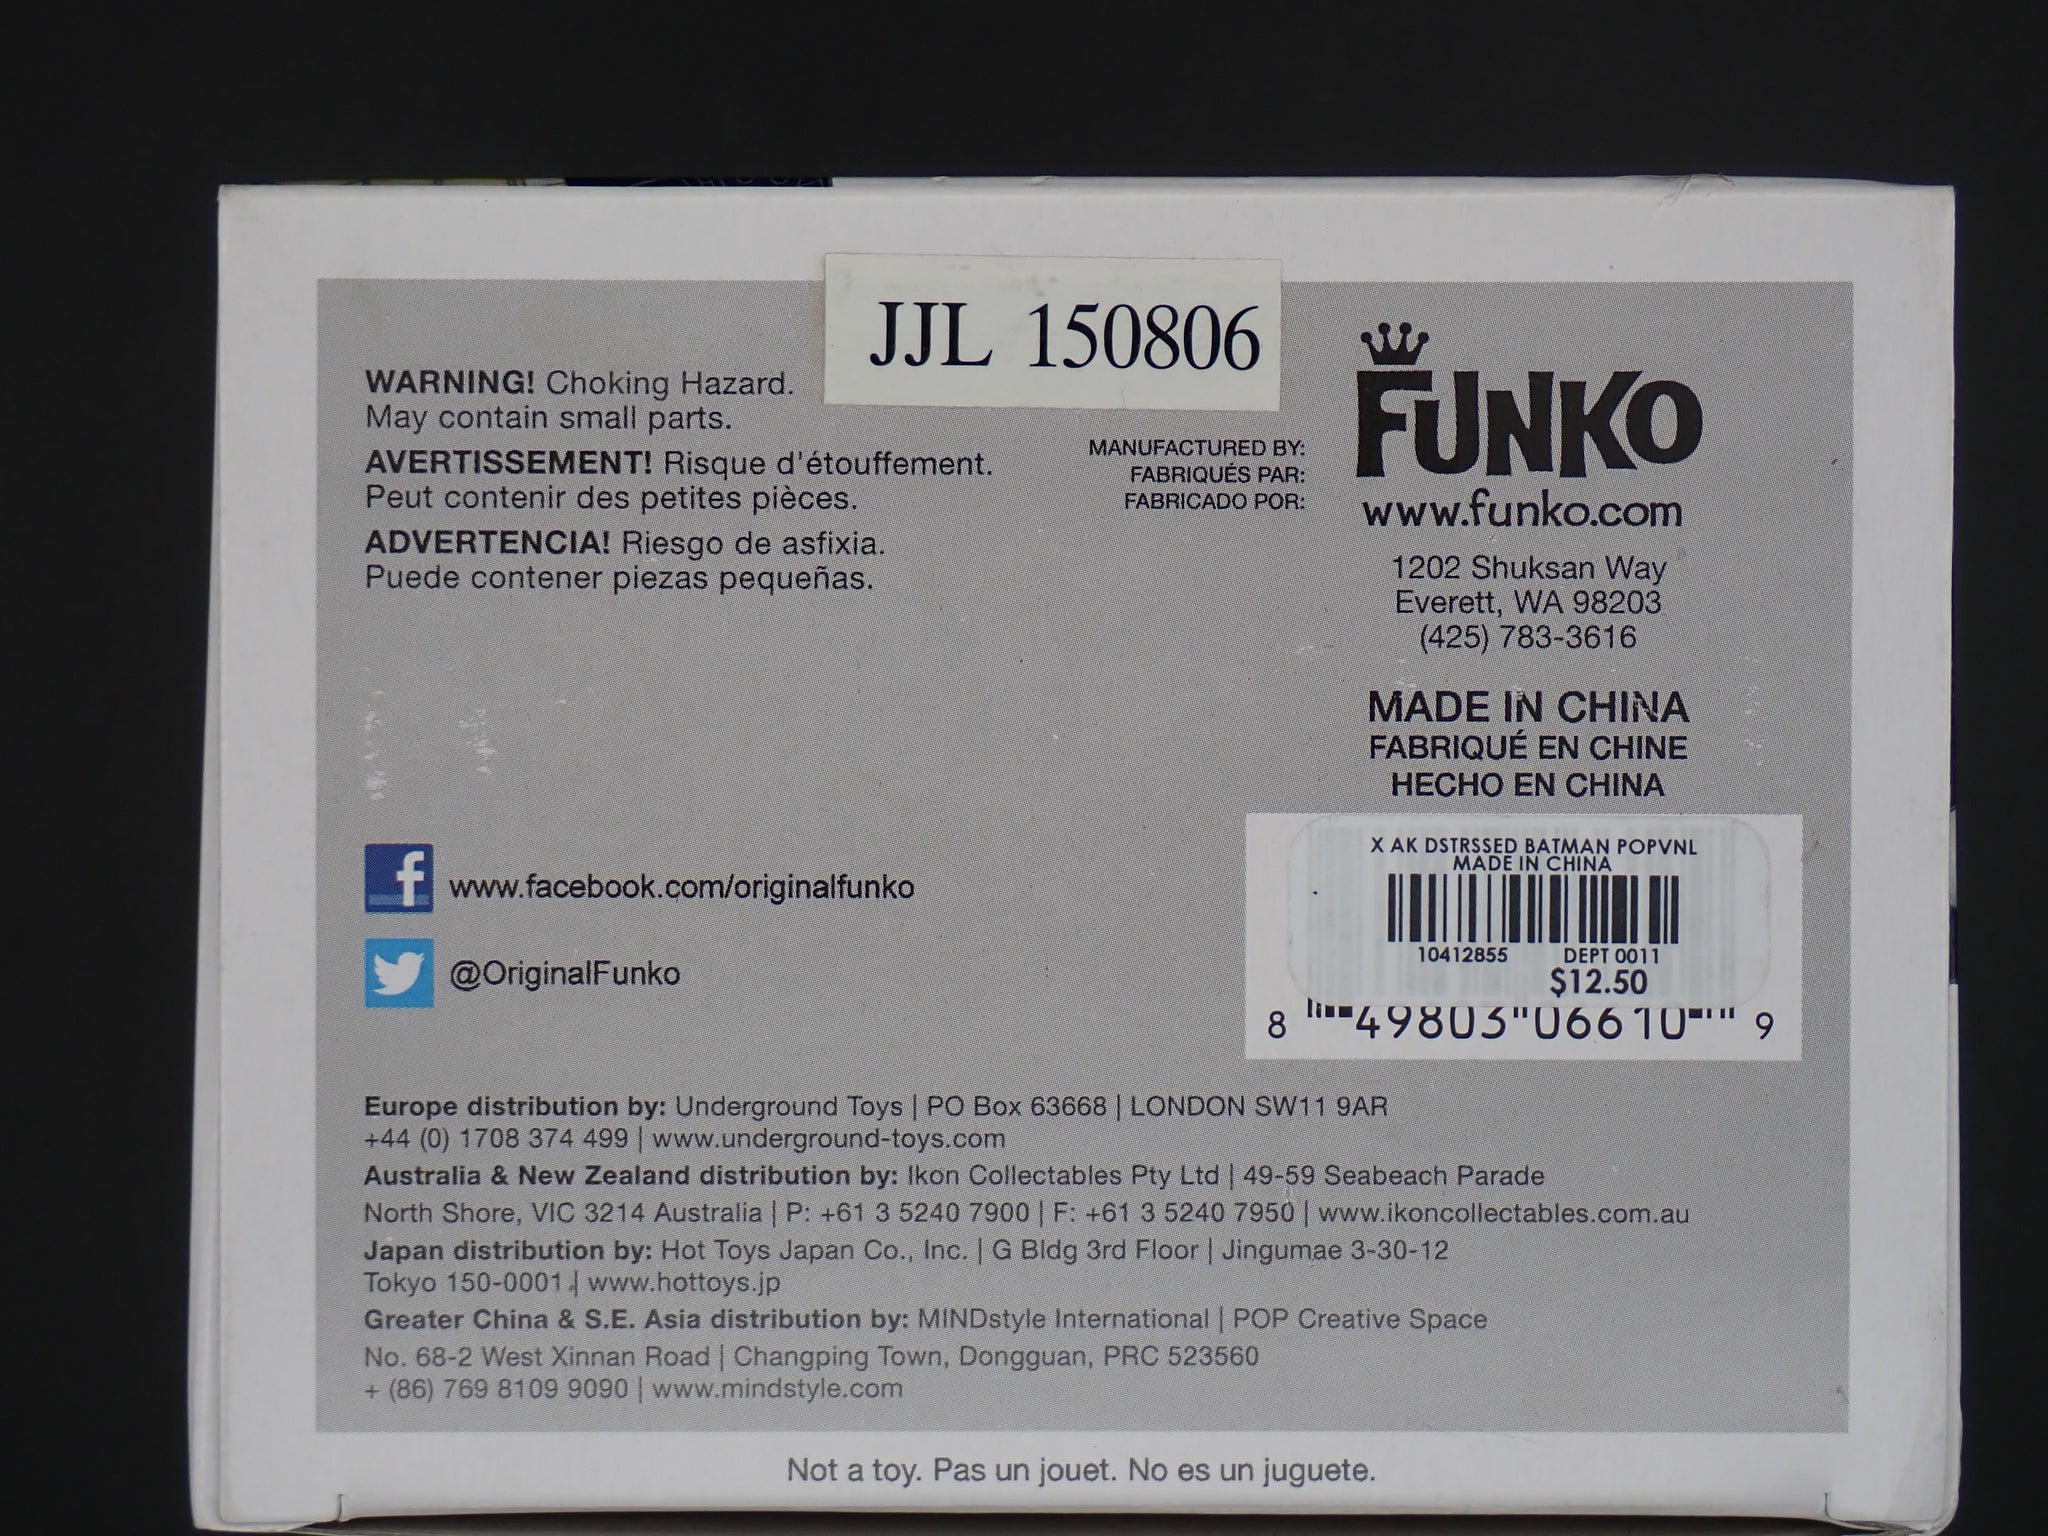 JJL 150806
WARNING! Choking Hazard.
May contain small parts.
AVERTISSEMENT! Risque d'étouffement.
Peut contenir des petites pièces.
ADVERTENCIA! Riesgo de asfixia.
Puede contener piezas pequeñas.
MANUFACTURED BY:
FABRIQUÉS PAR:
FABRICADO POR:
FUNKO
www.funko.com
1202 Shuksan Way
Everett, WA 98203
(425) 783-3616
MADE IN CHINA
FABRIQUÉ EN CHINE
HECHO EN CHINA
f www.facebook.com/originalfunko
@OriginalFunko
X AK DSTRSSED BATMAN POPVNL
MADE IN CHINA
10412855 DEPT 0011
$12.50
8 49803 06610 9
Europe distribution by: Underground Toys | PO Box 63668 | LONDON SW11 9AR
+44 (0) 1708 374 499 | www.underground-toys.com
Australia & New Zealand distribution by: Ikon Collectables Pty Ltd | 49-59 Seabeach Parade
North Shore, VIC 3214 Australia | P: +61 3 5240 7900 | F: +61 3 5240 7950 | www.ikoncollectables.com.au
Japan distribution by: Hot Toys Japan Co., Inc. | G Bldg 3rd Floor | Jingumae 3-30-12
Tokyo 150-0001 | www.hottoys.jp
Greater China & S.E. Asia distribution by: MINDstyle International | POP Creative Space
No. 68-2 West Xinnan Road | Changping Town, Dongguan, PRC 523560
+ (86) 769 8109 9090 | www.mindstyle.com
Not a toy. Pas un jouet. No es un juguete.